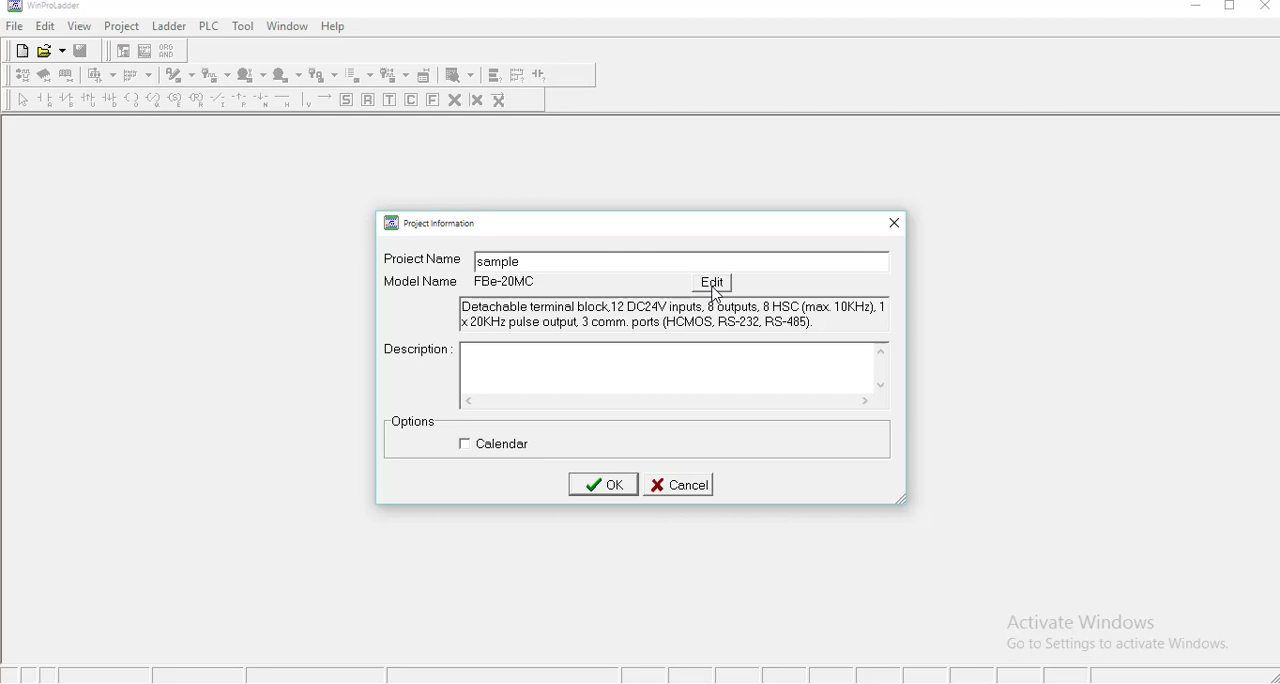 WinProLadder
File Edit View Project Ladder PLC Tool Window Help
ORG
AND
A B U D S R I P H V S R T C F
Project Information
Project Name sample
Model Name FBe-20MC Edit
Detachable terminal block,12 DC24V inputs, 8 outputs, 8 HSC (max. 10KHz), 1
x 20KHz pulse output, 3 comm. ports (HCMOS, RS-232, RS-485).
Description :
Options
Calendar
OK Cancel
Activate Windows
Go to Settings to activate Windows.